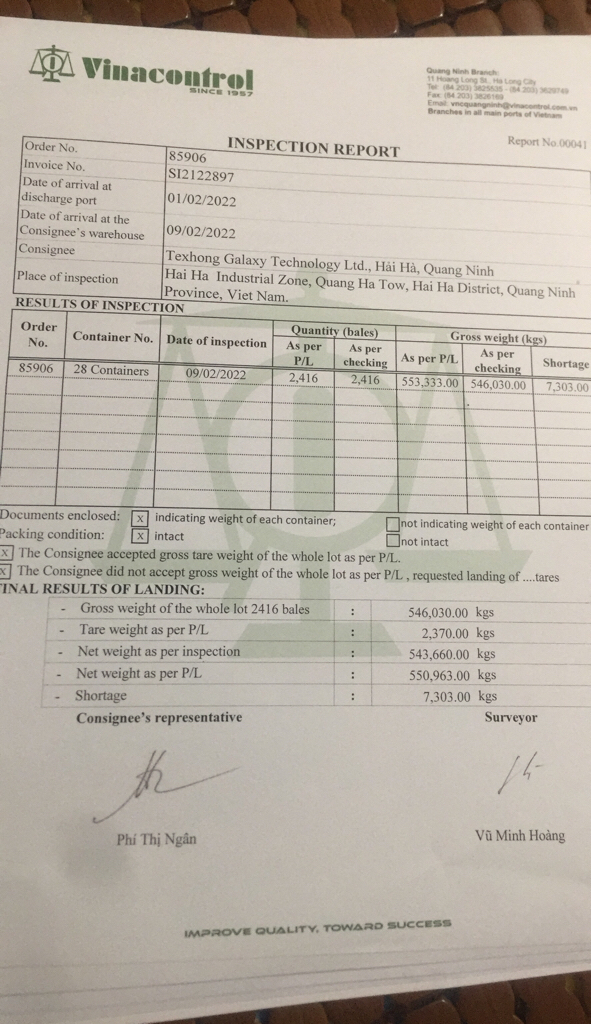 Vinacontrol
SINCE 1957
Quang Ninh Branch:
11 Hoang Long St., Ha Long City
Branches in all main ports of Vietnam
Report No.00041
INSPECTION REPORT
Order No. 85906
Invoice No. SI2122897
Date of arrival at discharge port 01/02/2022
Date of arrival at the Consignee's warehouse 09/02/2022
Consignee Texhong Galaxy Technology Ltd., Hải Hà, Quang Ninh
Place of inspection Hai Ha Industrial Zone, Quang Ha Tow, Hai Ha District, Quang Ninh
Province, Viet Nam.
RESULTS OF INSPECTION
Order No. Container No. Date of inspection Quantity (bales) Gross weight (kgs)
As per P/L As per checking As per P/L As per checking Shortage
85906 28 Containers 09/02/2022 2,416 2,416 553,333.00 546,030.00 7,303.00
Documents enclosed: x indicating weight of each container; not indicating weight of each container
Packing condition: x intact not intact
x The Consignee accepted gross tare weight of the whole lot as per P/L.
x The Consignee did not accept gross weight of the whole lot as per P/L , requested landing of ....tares
INAL RESULTS OF LANDING:
- Gross weight of the whole lot 2416 bales : 546,030.00 kgs
- Tare weight as per P/L : 2,370.00 kgs
- Net weight as per inspection : 543,660.00 kgs
- Net weight as per P/L : 550,963.00 kgs
- Shortage : 7,303.00 kgs
Consignee's representative Surveyor
Phí Thị Ngân Vũ Minh Hoàng
IMPROVE QUALITY, TOWARD SUCCESS